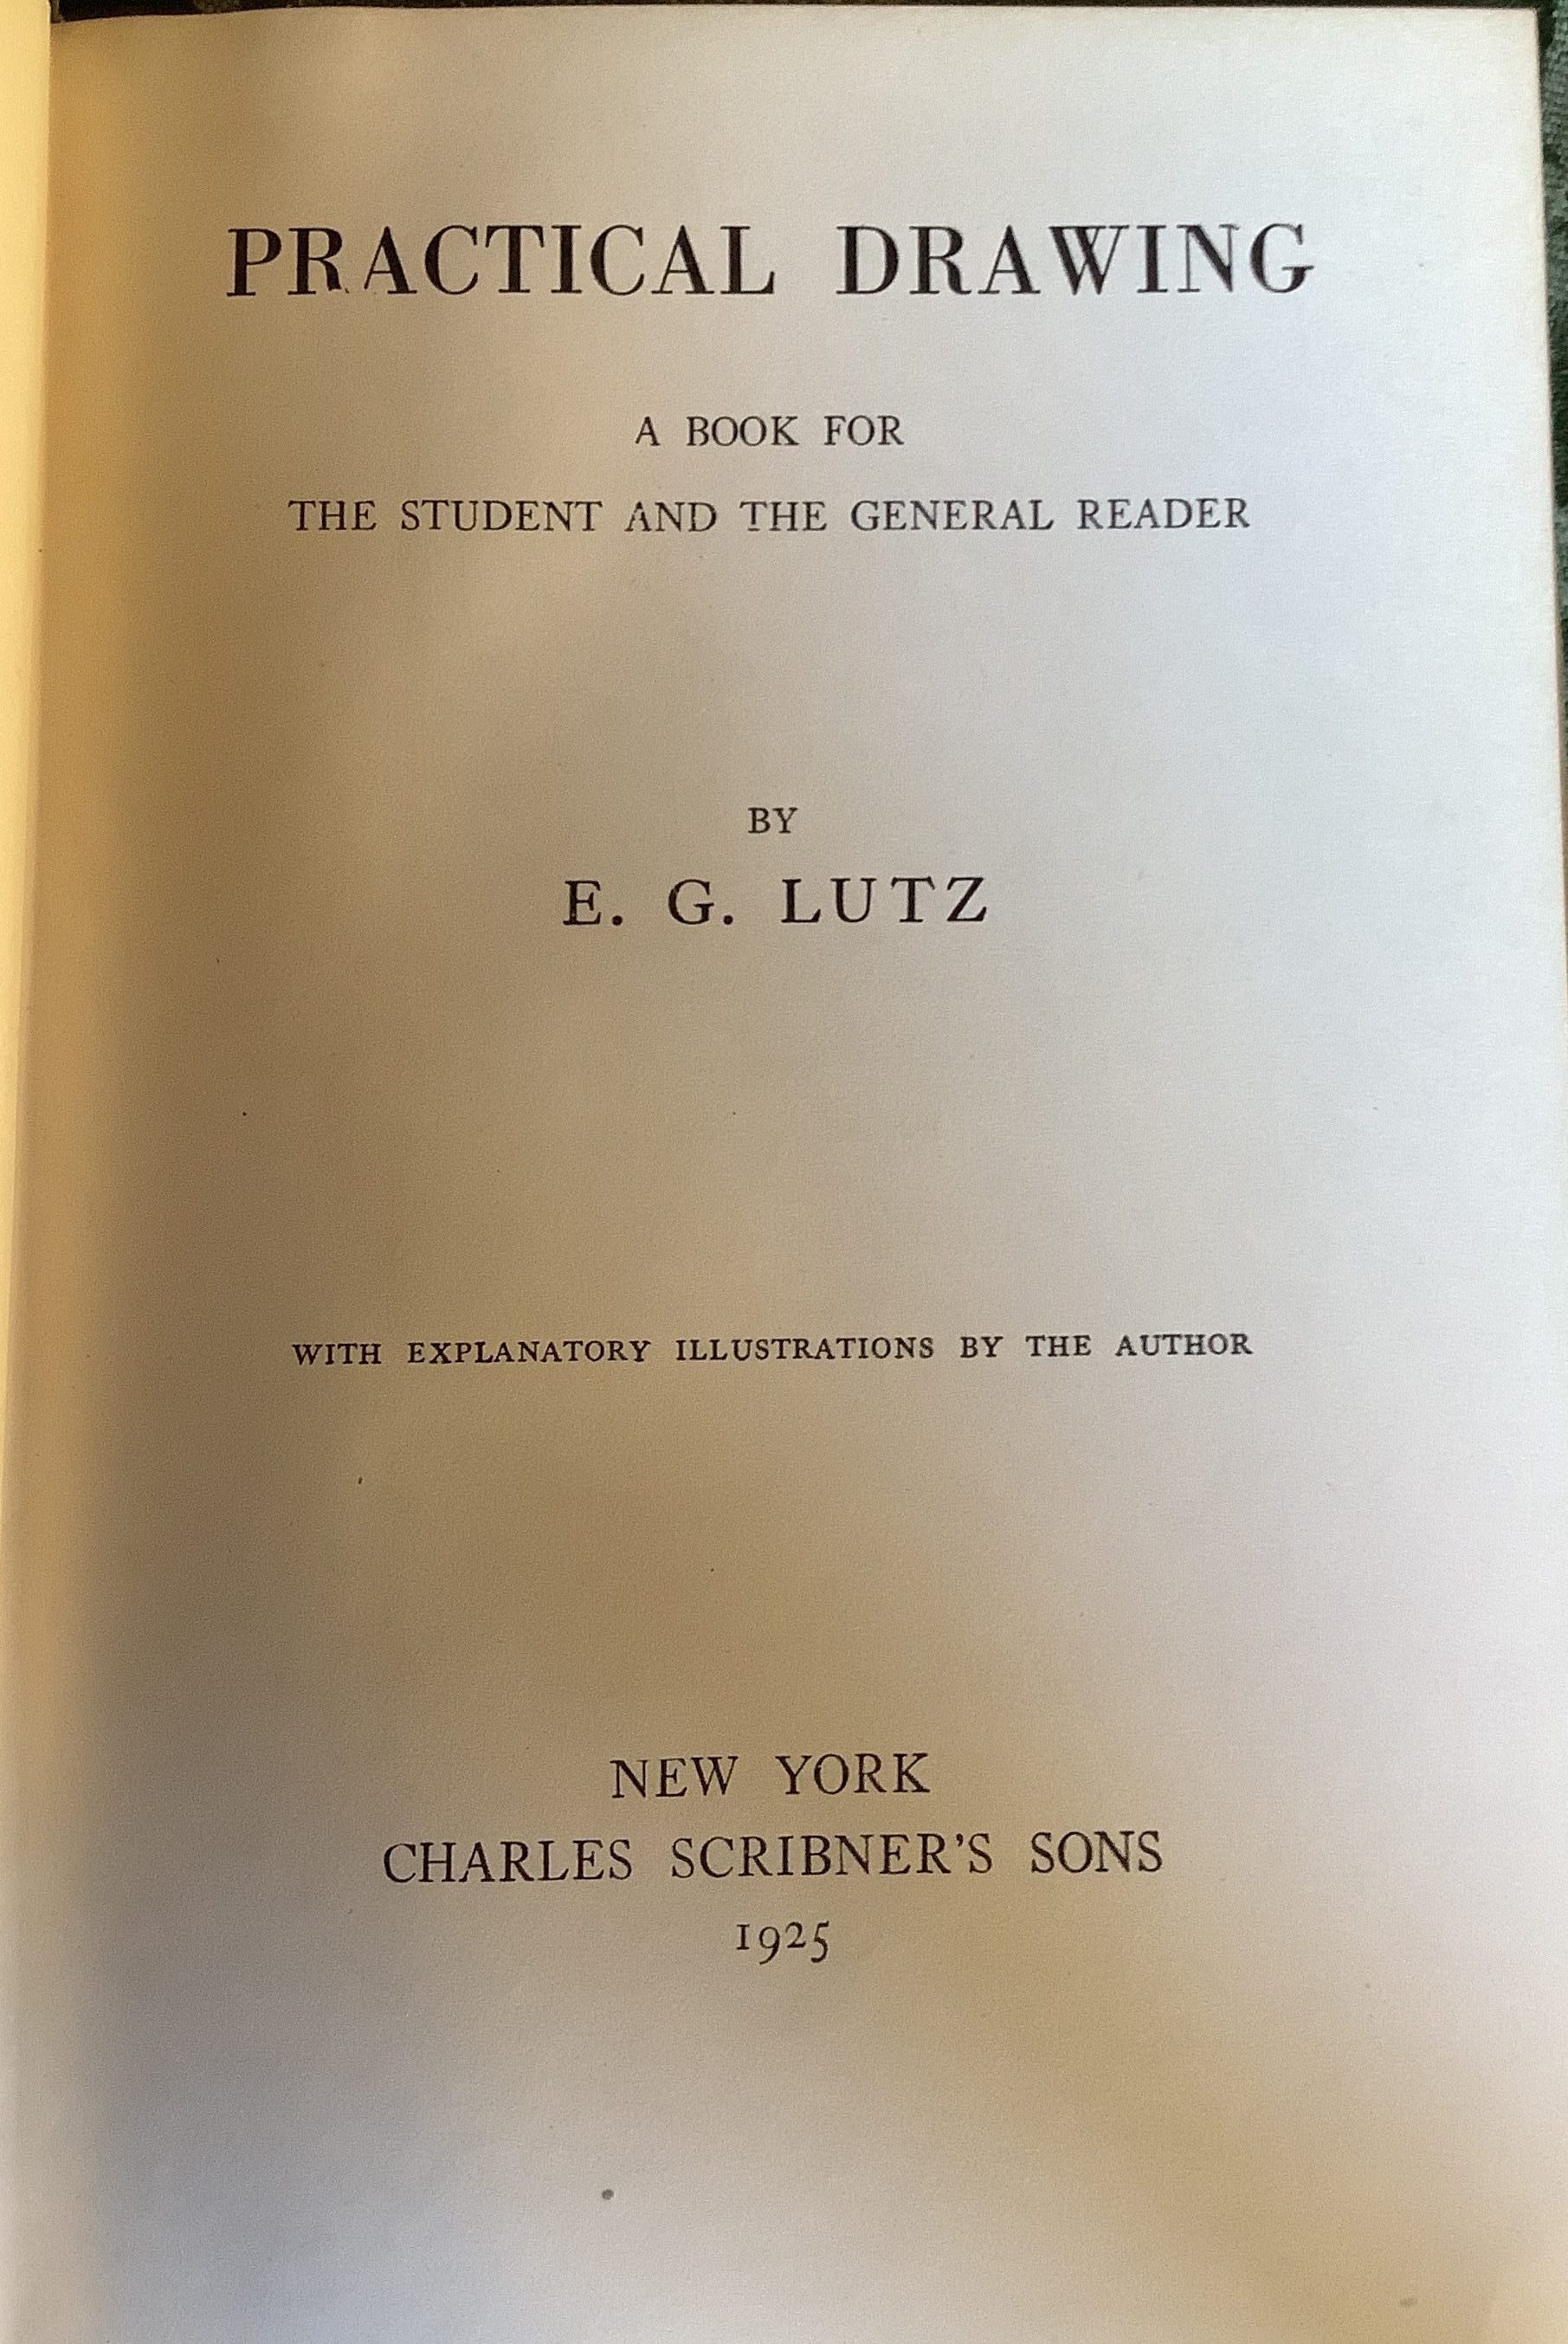 PRACTICAL DRAWING
A BOOK FOR
THE STUDENT AND THE GENERAL READER
BY
E. G. LUTZ
WITH EXPLANATORY ILLUSTRATIONS BY THE AUTHOR
NEW YORK
CHARLES SCRIBNER'S SONS
1925